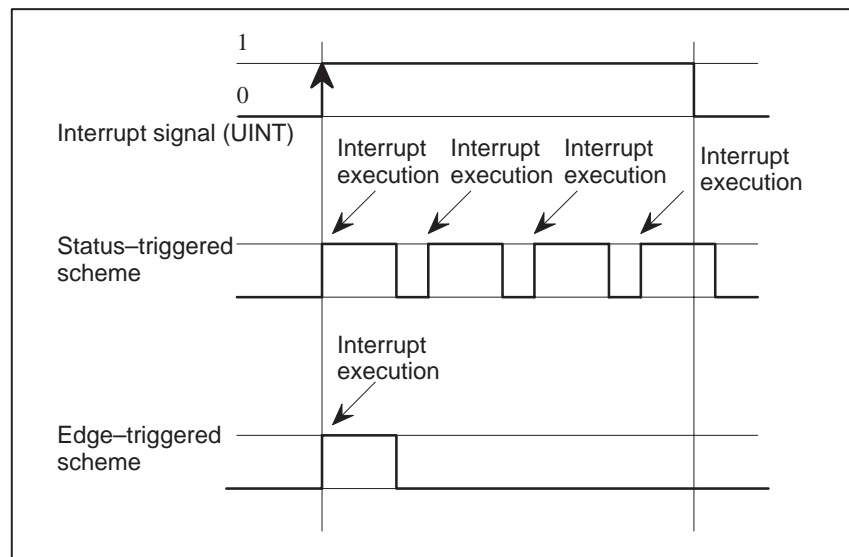 1
0
Interrupt signal (UINT)
Interrupt
execution
Interrupt
execution
Interrupt
execution
Interrupt
execution
Status–triggered
scheme
Interrupt
execution
Edge–triggered
scheme